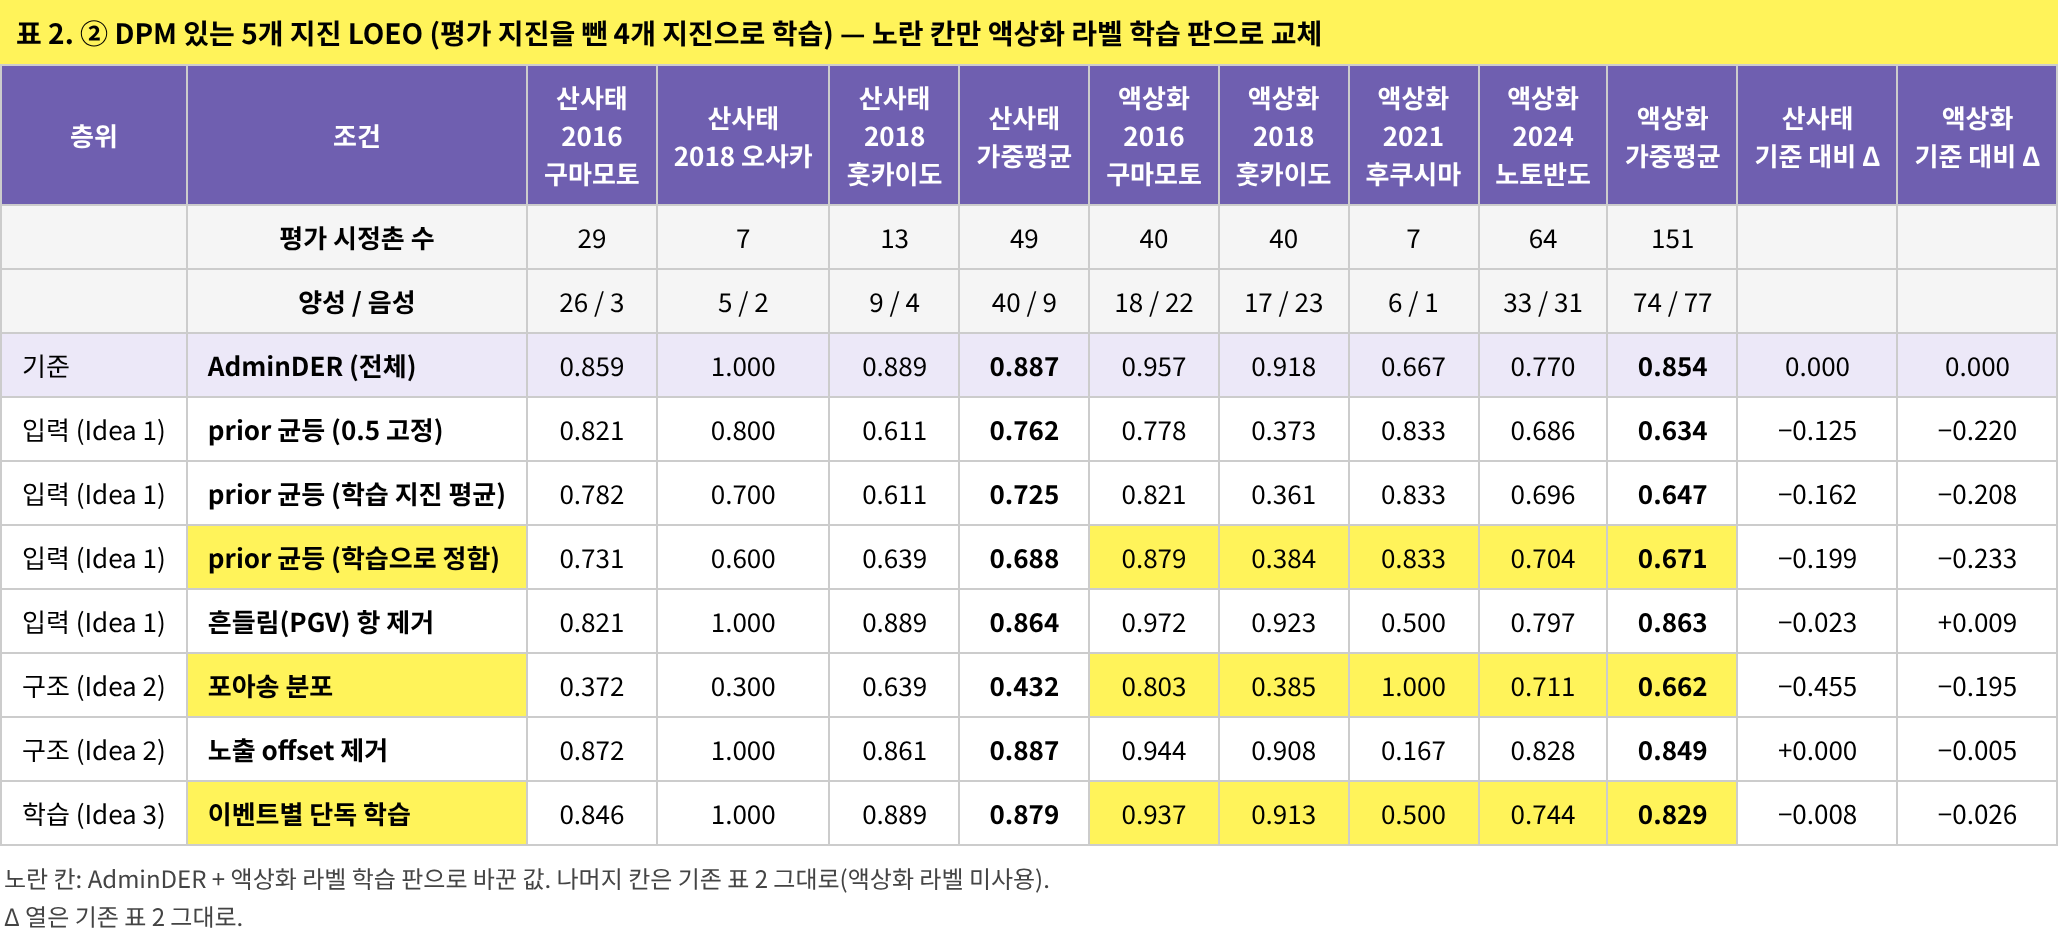 표 2. ② DPM 있는 5개 지진 LOEO (평가 지진을 뺀 4개 지진으로 학습) — 노란 칸만 액상화 라벨 학습 판으로 교체
층위 조건 산사태 2016 구마모토 산사태 2018 오사카 산사태 2018 훗카이도 산사태 가중평균 액상화 2016 구마모토 액상화 2018 훗카이도 액상화 2021 후쿠시마 액상화 2024 노토반도 액상화 가중평균 산사태 기준 대비 Δ 액상화 기준 대비 Δ
평가 시정촌 수 29 7 13 49 40 40 7 64 151
양성 / 음성 26 / 3 5 / 2 9 / 4 40 / 9 18 / 22 17 / 23 6 / 1 33 / 31 74 / 77
기준 AdminDER (전체) 0.859 1.000 0.889 0.887 0.957 0.918 0.667 0.770 0.854 0.000 0.000
입력 (Idea 1) prior 균등 (0.5 고정) 0.821 0.800 0.611 0.762 0.778 0.373 0.833 0.686 0.634 −0.125 −0.220
입력 (Idea 1) prior 균등 (학습 지진 평균) 0.782 0.700 0.611 0.725 0.821 0.361 0.833 0.696 0.647 −0.162 −0.208
입력 (Idea 1) prior 균등 (학습으로 정함) 0.731 0.600 0.639 0.688 0.879 0.384 0.833 0.704 0.671 −0.199 −0.233
입력 (Idea 1) 흔들림(PGV) 항 제거 0.821 1.000 0.889 0.864 0.972 0.923 0.500 0.797 0.863 −0.023 +0.009
구조 (Idea 2) 포아송 분포 0.372 0.300 0.639 0.432 0.803 0.385 1.000 0.711 0.662 −0.455 −0.195
구조 (Idea 2) 노출 offset 제거 0.872 1.000 0.861 0.887 0.944 0.908 0.167 0.828 0.849 +0.000 −0.005
학습 (Idea 3) 이벤트별 단독 학습 0.846 1.000 0.889 0.879 0.937 0.913 0.500 0.744 0.829 −0.008 −0.026
노란 칸: AdminDER + 액상화 라벨 학습 판으로 바꾼 값. 나머지 칸은 기존 표 2 그대로(액상화 라벨 미사용).
Δ 열은 기존 표 2 그대로.